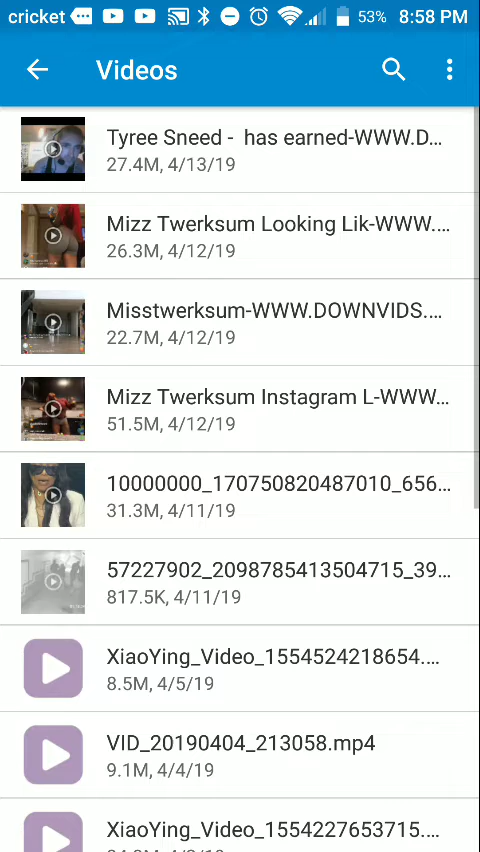 cricket 53% 8:58 PM
Videos
Tyree Sneed - has earned-WWW.D...
27.4M, 4/13/19
Mizz Twerksum Looking Lik-WWW....
26.3M, 4/12/19
Misstwerksum-WWW.DOWNVIDS....
22.7M, 4/12/19
Mizz Twerksum Instagram L-WWW...
51.5M, 4/12/19
10000000_170750820487010_656...
31.3M, 4/11/19
57227902_2098785413504715_39...
817.5K, 4/11/19
XiaoYing_Video_1554524218654....
8.5M, 4/5/19
VID_20190404_213058.mp4
9.1M, 4/4/19
XiaoYing_Video_1554227653715....